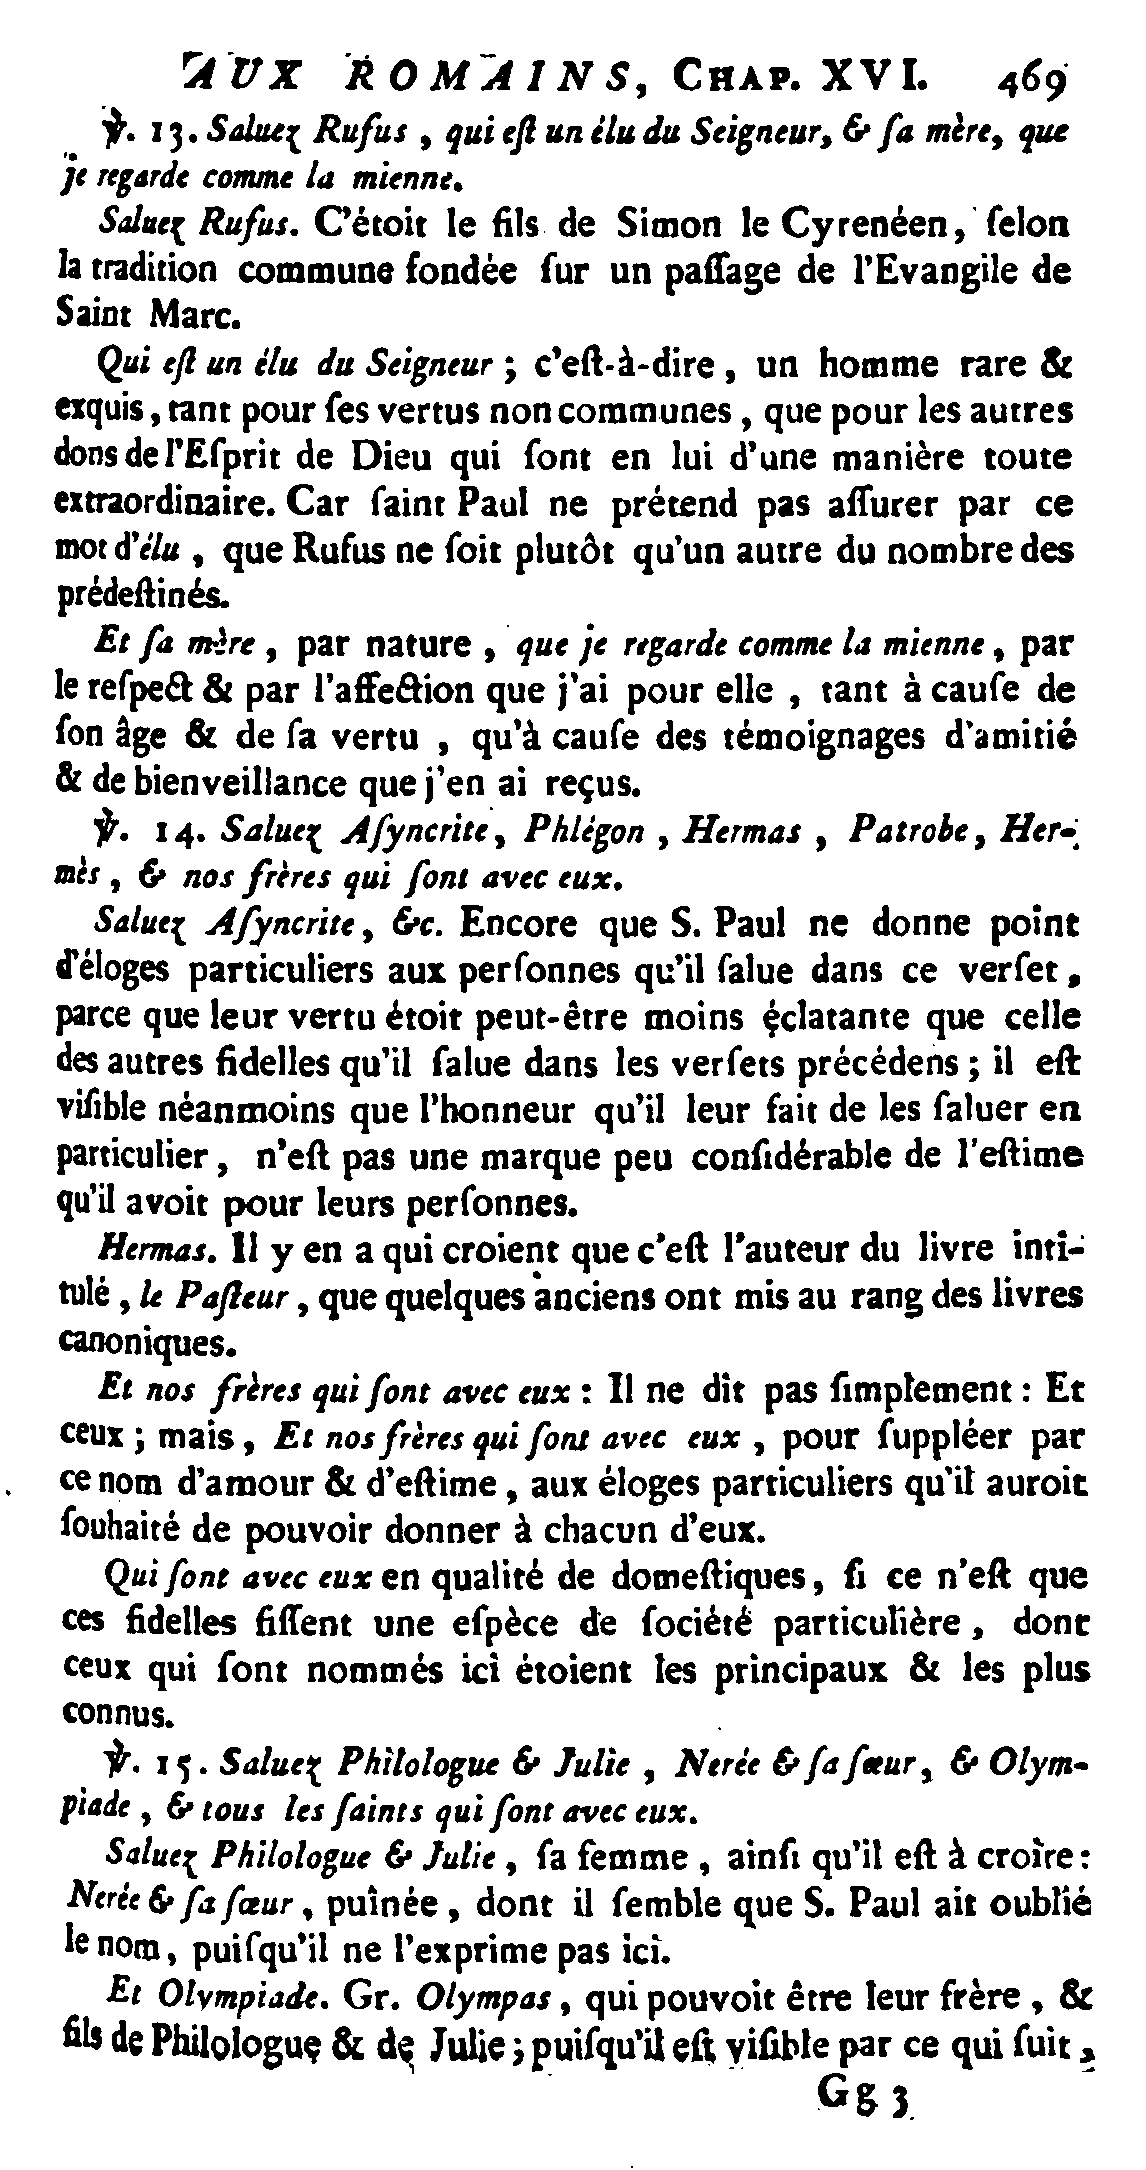 AUX ROMAINS, CHAP. XVI. 469
℣. 13. Saluez Rufus, qui eſt un élu du Seigneur, & ſa mère, que
je regarde comme la mienne.
Saluez Rufus. C'étoit le fils de Simon le Cyrenéen, ſelon
la tradition commune fondée ſur un paſſage de l'Evangile de
Saint Marc.
Qui eſt un élu du Seigneur ; c'eſt-à-dire, un homme rare &
exquis, tant pour ſes vertus non communes, que pour les autres
dons de l'Eſprit de Dieu qui ſont en lui d'une manière toute
extraordinaire. Car ſaint Paul ne prétend pas aſſurer par ce
mot d'élu, que Rufus ne ſoit plutôt qu'un autre du nombre des
prédeſtinés.
Et ſa mère, par nature, que je regarde comme la mienne, par
le reſpect & par l'affection que j'ai pour elle, tant à cauſe de
ſon âge & de ſa vertu, qu'à cauſe des témoignages d'amitié
& de bienveillance que j'en ai reçus.
℣. 14. Saluez Aſyncrite, Phlégon, Hermas, Patrobe, Her-
mès, & nos frères qui ſont avec eux.
Saluez Aſyncrite, &c. Encore que S. Paul ne donne point
d'éloges particuliers aux perſonnes qu'il ſalue dans ce verſet,
parce que leur vertu étoit peut-être moins éclatante que celle
des autres fidelles qu'il ſalue dans les verſets précédens ; il eſt
viſible néanmoins que l'honneur qu'il leur fait de les ſaluer en
particulier, n'eſt pas une marque peu conſidérable de l'eſtime
qu'il avoit pour leurs perſonnes.
Hermas. Il y en a qui croient que c'eſt l'auteur du livre inti-
tulé, le Paſteur, que quelques anciens ont mis au rang des livres
canoniques.
Et nos frères qui ſont avec eux : Il ne dit pas ſimplement : Et
ceux ; mais, Et nos frères qui ſont avec eux, pour ſuppléer par
ce nom d'amour & d'eſtime, aux éloges particuliers qu'il auroit
ſouhaité de pouvoir donner à chacun d'eux.
Qui ſont avec eux en qualité de domeſtiques, ſi ce n'eſt que
ces fidelles fiſſent une eſpèce de ſociété particulière, dont
ceux qui ſont nommés ici étoient les principaux & les plus
connus.
℣. 15. Saluez Philologue & Julie, Nerée & ſa ſœur, & Olym-
piade, & tous les ſaints qui ſont avec eux.
Saluez Philologue & Julie, ſa femme, ainſi qu'il eſt à croire :
Nerée & ſa ſœur, puînée, dont il ſemble que S. Paul ait oublié
le nom, puiſqu'il ne l'exprime pas ici.
Et Olympiade. Gr. Olympas, qui pouvoit être leur frère, &
fils de Philologue & de Julie ; puiſqu'il eſt viſible par ce qui ſuit,
Gg 3